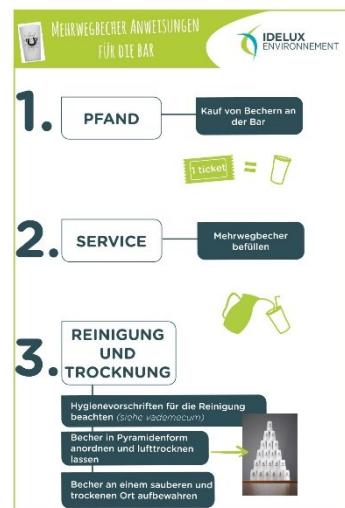 MEHRWEGBECHER ANWEISUNGEN
FÜR DIE BAR
IDELUX
ENVIRONNEMENT
1.
PFAND
Kauf von Bechern an
der Bar
1 ticket
=
2.
SERVICE
Mehrwegbecher
befüllen
3.
REINIGUNG
UND
TROCKNUNG
Hygienevorschriften für die Reinigung
beachten (siehe vademecum)
Becher in Pyramidenform
anordnen und lufttrocknen
lassen
Becher an einem sauberen und
trockenen Ort aufbewahren